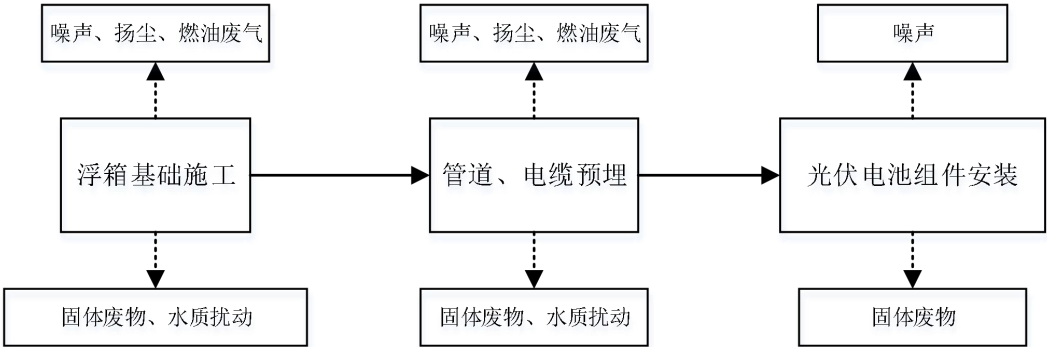 噪声、扬尘、燃油废气
噪声、扬尘、燃油废气
噪声
浮箱基础施工
管道、电缆预埋
光伏电池组件安装
固体废物、水质扰动
固体废物、水质扰动
固体废物